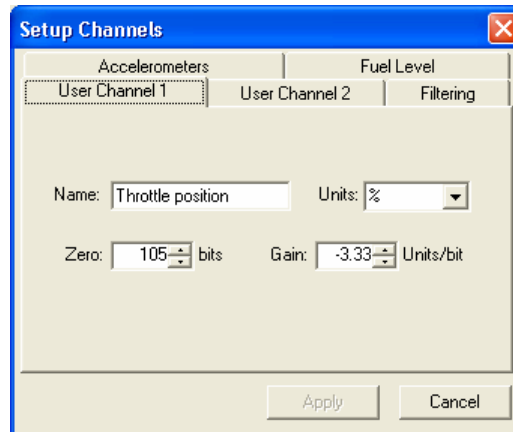 Setup Channels
Accelerometers Fuel Level
User Channel 1 User Channel 2 Filtering
Name: Throttle position Units: %
Zero: 105 bits Gain: -3.33 Units/bit
Apply Cancel